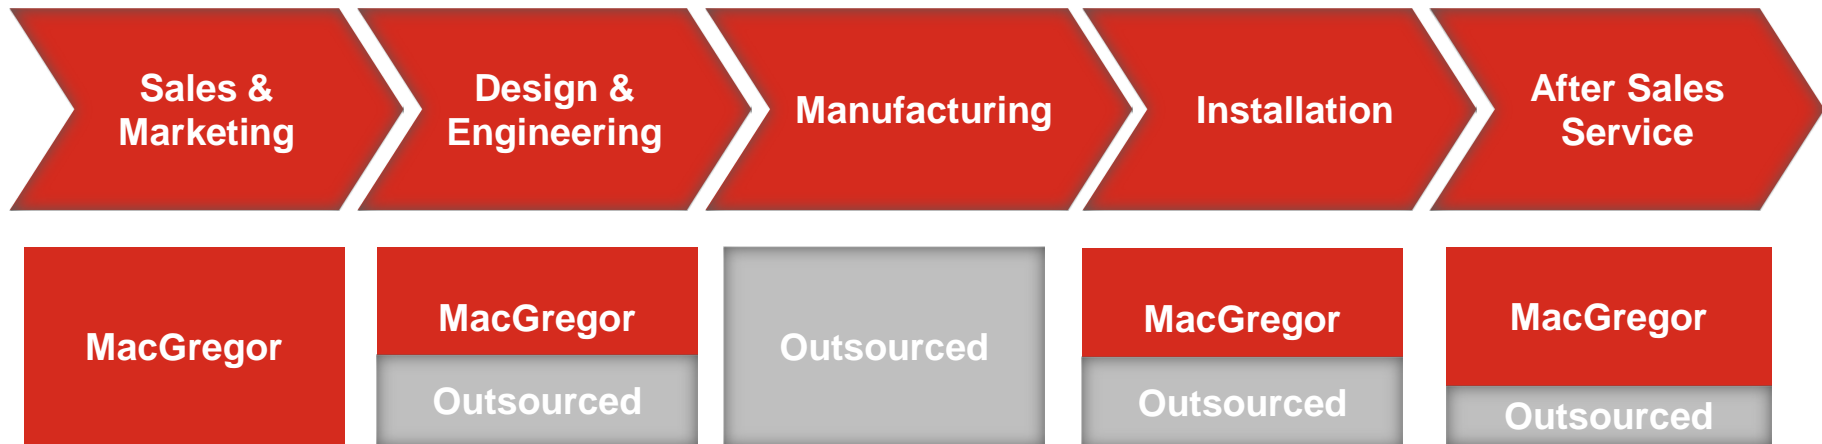 Sales &
Marketing
Design &
Engineering
Manufacturing
Installation
After Sales
Service
MacGregor
MacGregor
Outsourced
Outsourced
MacGregor
Outsourced
MacGregor
Outsourced